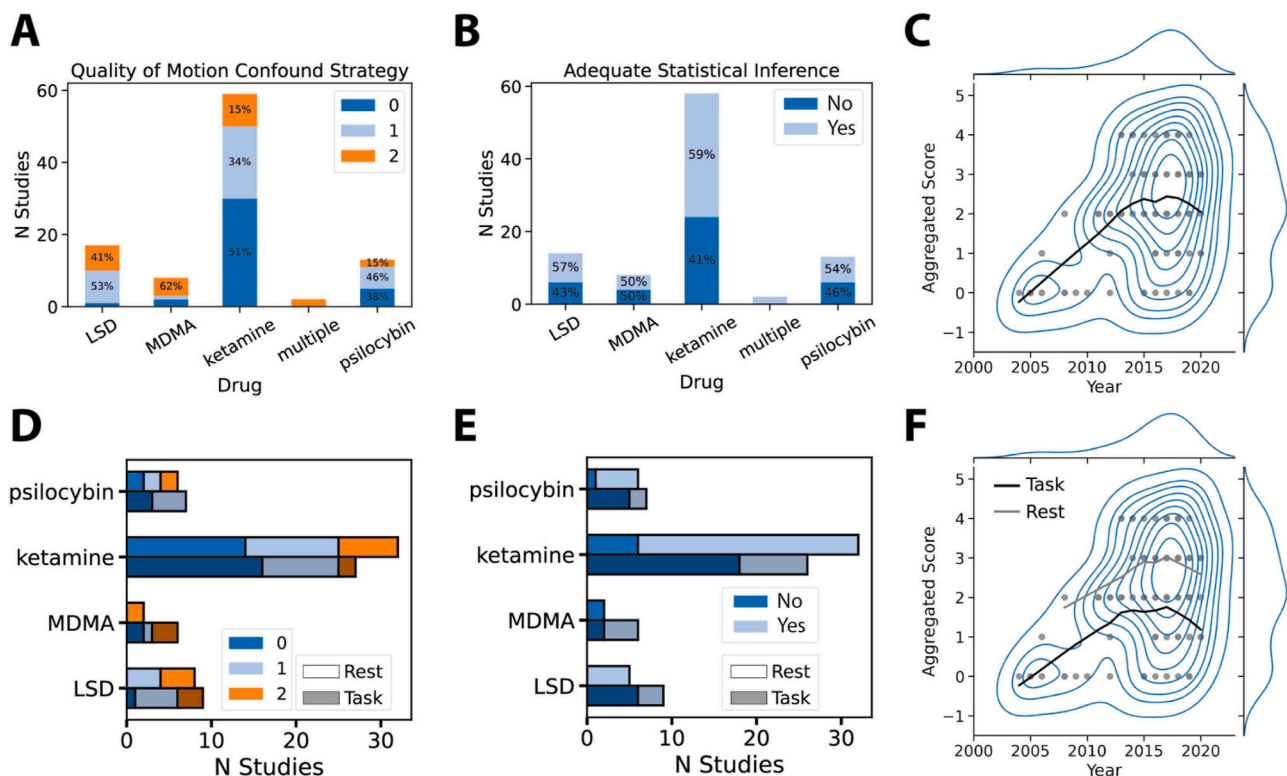 A
Quality of Motion Confound Strategy
N Studies
60
40
20
0
0
1
2
41%
53%
62%
15%
34%
51%
15%
46%
38%
LSD
MDMA
ketamine
multiple
psilocybin
Drug
B
Adequate Statistical Inference
N Studies
60
40
20
0
No
Yes
57%
43%
50%
50%
59%
41%
54%
46%
LSD
MDMA
ketamine
multiple
psilocybin
Drug
C
Aggregated Score
5
4
3
2
1
0
−1
2000
2005
2010
2015
2020
Year
D
psilocybin
ketamine
MDMA
LSD
0
1
2
Rest
Task
0
10
20
30
N Studies
E
psilocybin
ketamine
MDMA
LSD
No
Yes
Rest
Task
0
10
20
30
N Studies
F
Task
Rest
Aggregated Score
5
4
3
2
1
0
−1
2000
2005
2010
2015
2020
Year